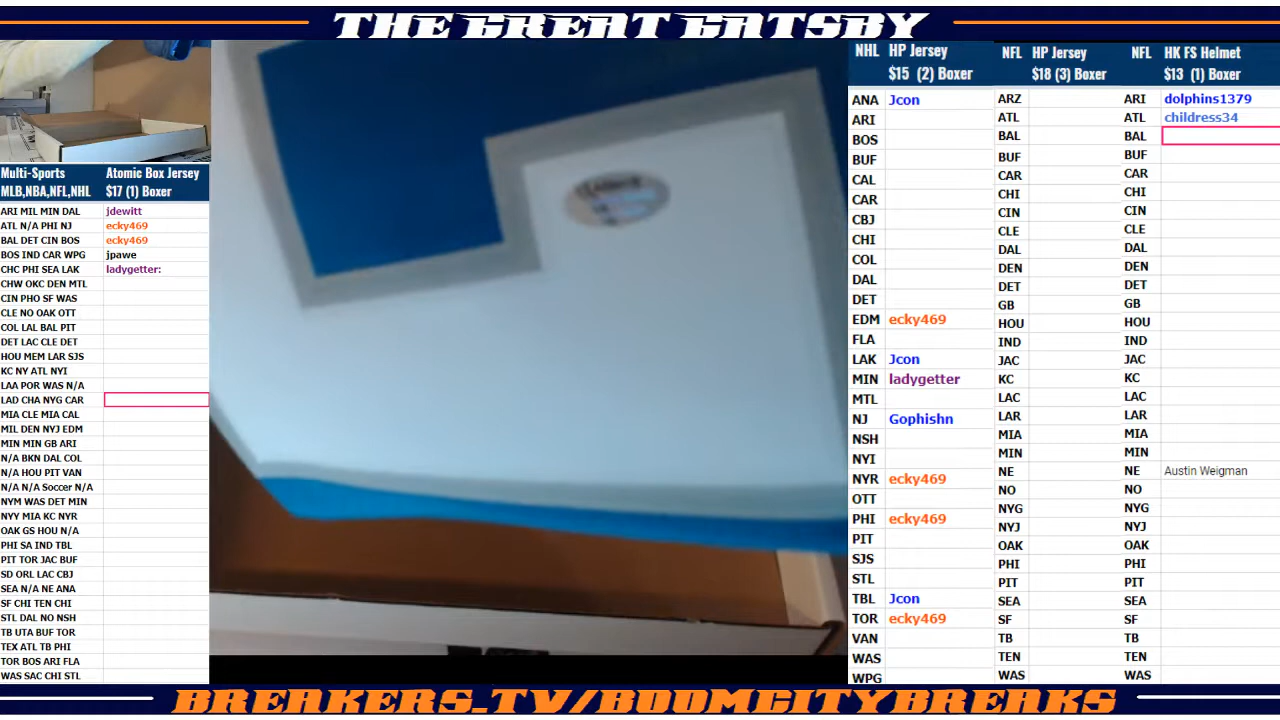 THE GREAT GATSBY
Multi-Sports Atomic Box Jersey
MLB,NBA,NFL,NHL $17 (1) Boxer
ARI MIL MIN DAL jdewitt
ATL N/A PHI NJ ecky469
BAL DET CIN BOS ecky469
BOS IND CAR WPG jpawe
CHC PHI SEA LAK ladygetter:
CHW OKC DEN MTL
CIN PHO SF WAS
CLE NO OAK OTT
COL LAL BAL PIT
DET LAC CLE DET
HOU MEM LAR SJS
KC NY ATL NYI
LAA POR WAS N/A
LAD CHA NYG CAR
MIA CLE MIA CAL
MIL DEN NYJ EDM
MIN MIN GB ARI
N/A BKN DAL COL
N/A HOU PIT VAN
N/A N/A Soccer N/A
NYM WAS DET MIN
NYY MIA KC NYR
OAK GS HOU N/A
PHI SA IND TBL
PIT TOR JAC BUF
SD ORL LAC CBJ
SEA N/A NE ANA
SF CHI TEN CHI
STL DAL NO NSH
TB UTA BUF TOR
TEX ATL TB PHI
TOR BOS ARI FLA
WAS SAC CHI STL
NHL HP Jersey
$15 (2) Boxer
ANA Jcon
ARI
BOS
BUF
CAL
CAR
CBJ
CHI
COL
DAL
DET
EDM ecky469
FLA
LAK Jcon
MIN ladygetter
MTL
NJ Gophishn
NSH
NYI
NYR ecky469
OTT
PHI ecky469
PIT
SJS
STL
TBL Jcon
TOR ecky469
VAN
WAS
WPG
NFL HP Jersey
$18 (3) Boxer
ARZ
ATL
BAL
BUF
CAR
CHI
CIN
CLE
DAL
DEN
DET
GB
HOU
IND
JAC
KC
LAC
LAR
MIA
MIN
NE
NO
NYG
NYJ
OAK
PHI
PIT
SEA
SF
TB
TEN
WAS
NFL HK FS Helmet
$13 (1) Boxer
ARI dolphins1379
ATL childress34
BAL
BUF
CAR
CHI
CIN
CLE
DAL
DEN
DET
GB
HOU
IND
JAC
KC
LAC
LAR
MIA
MIN
NE Austin Weigman
NO
NYG
NYJ
OAK
PHI
PIT
SEA
SF
TB
TEN
WAS
BREAKERS.TV/BOOMCITYBREAKS